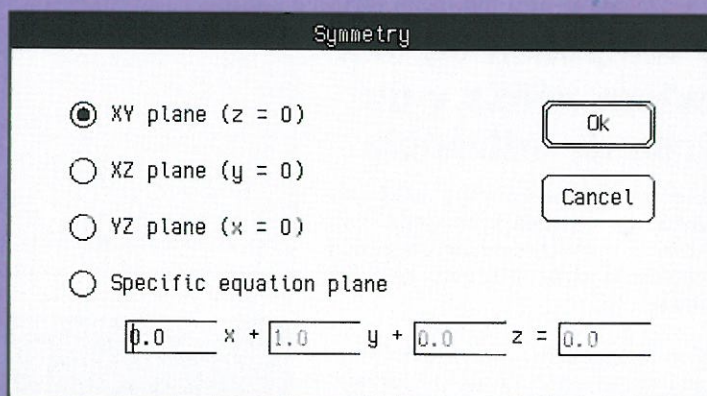 Symmetry
XY plane (z = 0)
Ok
XZ plane (y = 0)
Cancel
YZ plane (x = 0)
Specific equation plane
0.0 x + 1.0 y + 0.0 z = 0.0